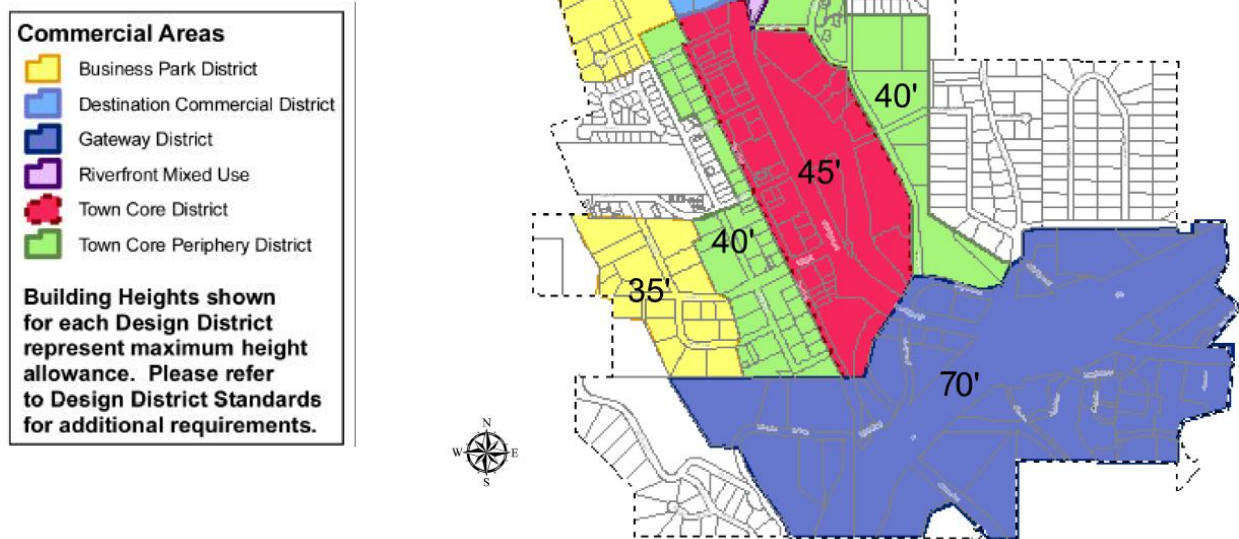 Commercial Areas
Business Park District
Destination Commercial District
Gateway District
Riverfront Mixed Use
Town Core District
Town Core Periphery District
Building Heights shown
for each Design District
represent maximum height
allowance. Please refer
to Design District Standards
for additional requirements.
40'
45'
40'
35'
70'
N
W
E
S